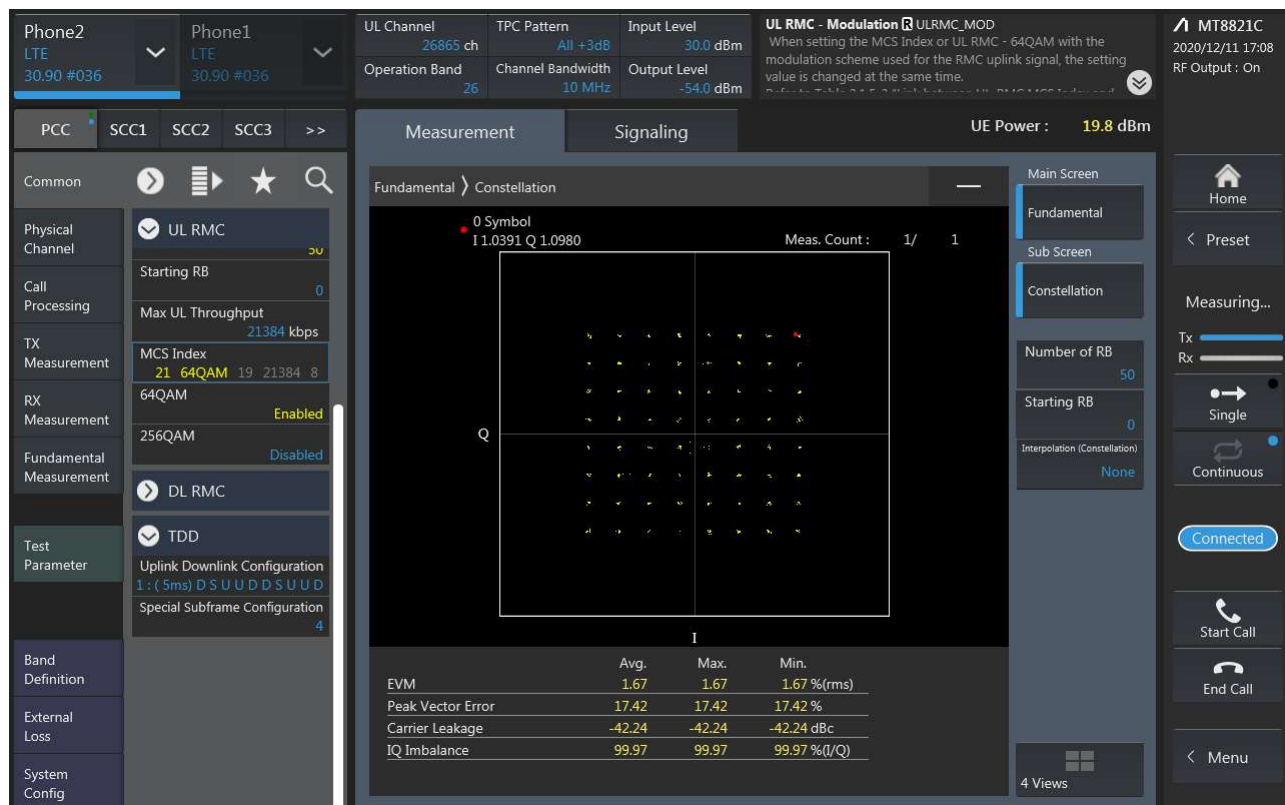 Phone2
LTE
30.90 #036
Phone1
LTE
30.90 #036
UL Channel
26865 ch
Operation Band
26
TPC Pattern
All +3dB
Channel Bandwidth
10 MHz
Input Level
30.0 dBm
Output Level
-54.0 dBm
UL RMC - Modulation R ULRMC_MOD
When setting the MCS Index or UL RMC - 64QAM with the
modulation scheme used for the RMC uplink signal, the setting
value is changed at the same time.
MT8821C
2020/12/11 17:08
RF Output : On
PCC SCC1 SCC2 SCC3 >>
Measurement Signaling
UE Power : 19.8 dBm
Common
Physical
Channel
Call
Processing
TX
Measurement
RX
Measurement
Fundamental
Measurement
Test
Parameter
Band
Definition
External
Loss
System
Config
UL RMC
50
Starting RB
0
Max UL Throughput
21384 kbps
MCS Index
21 64QAM 19 21384 8
64QAM
Enabled
256QAM
Disabled
DL RMC
TDD
Uplink Downlink Configuration
1 : ( 5ms) D S U U D D S U U D
Special Subframe Configuration
4
Fundamental 〉 Constellation
0 Symbol
I 1.0391 Q 1.0980
Meas. Count : 1/ 1
Q
I
Avg. Max. Min.
EVM 1.67 1.67 1.67 %(rms)
Peak Vector Error 17.42 17.42 17.42 %
Carrier Leakage -42.24 -42.24 -42.24 dBc
IQ Imbalance 99.97 99.97 99.97 %(I/Q)
Main Screen
Fundamental
Sub Screen
Constellation
Number of RB
50
Starting RB
0
Interpolation (Constellation)
None
4 Views
Home
< Preset
Measuring...
Tx
Rx
Single
Continuous
Connected
Start Call
End Call
< Menu